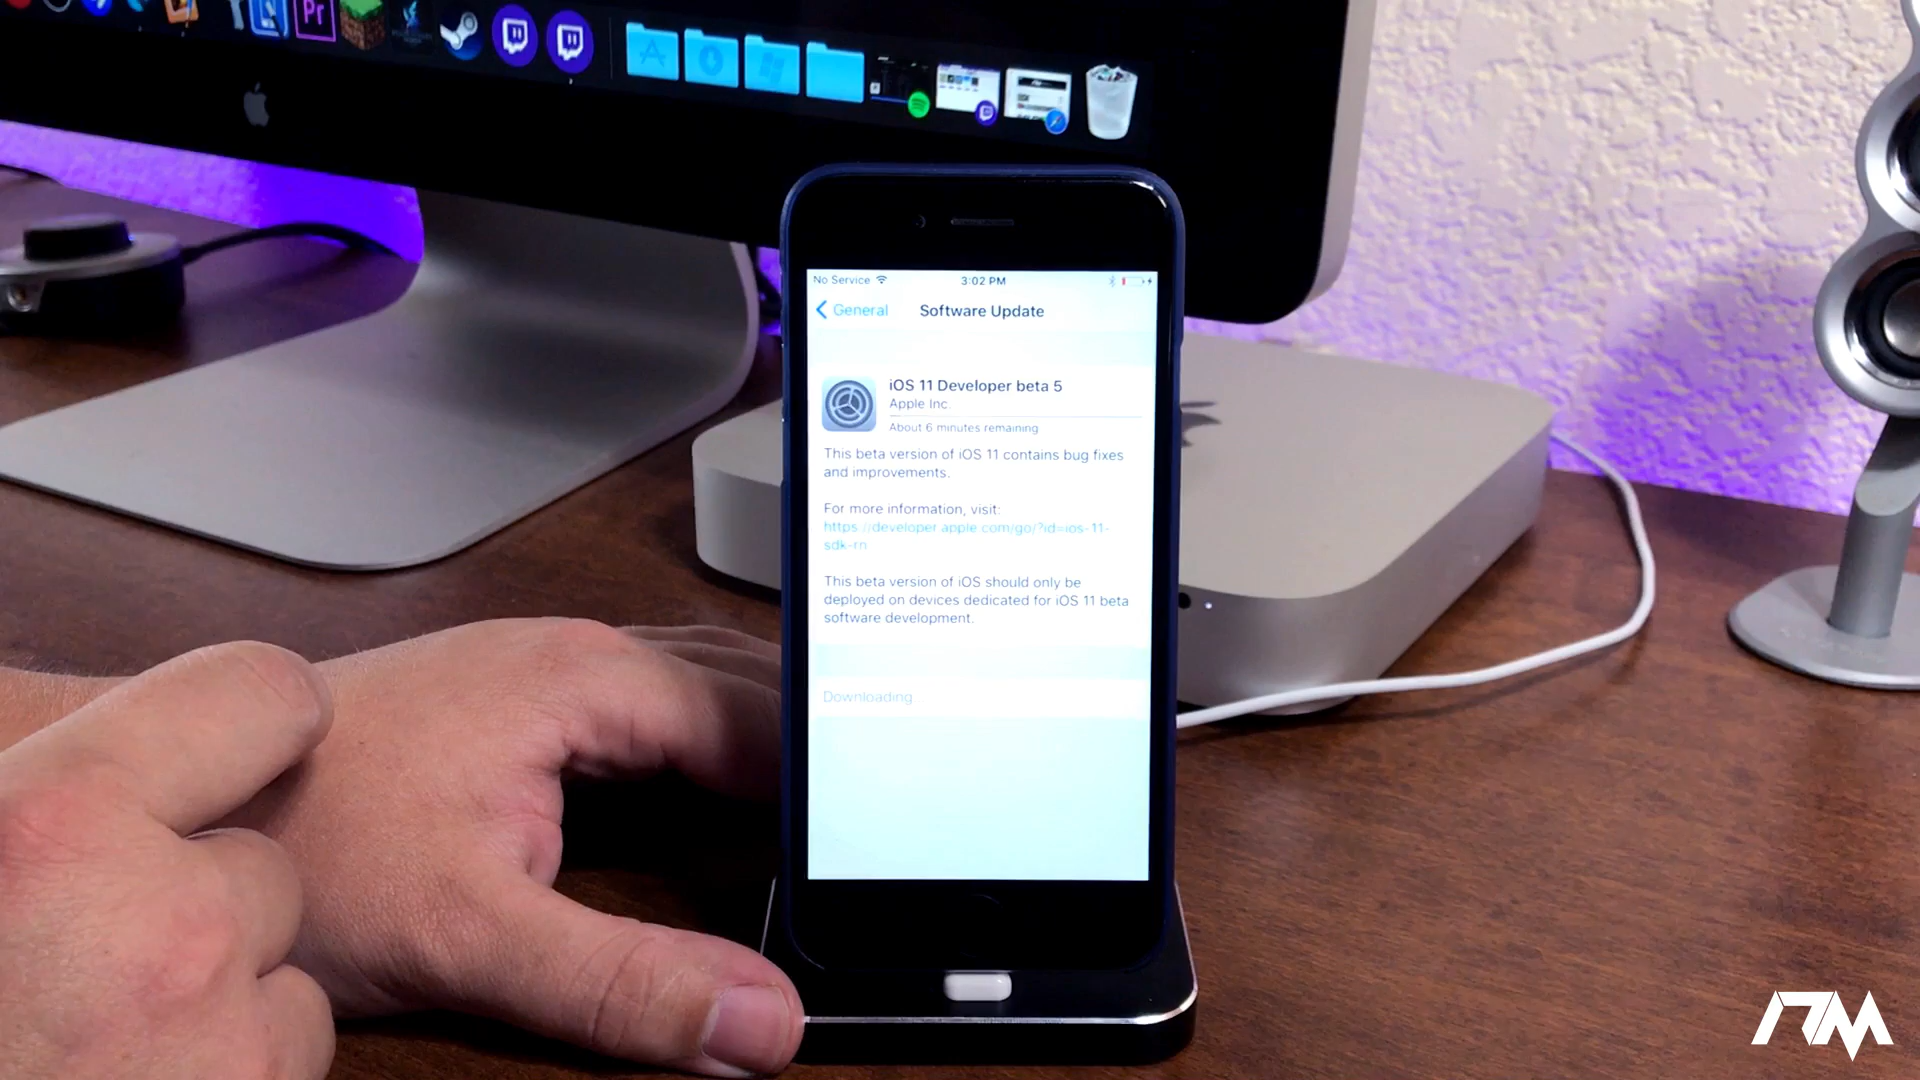 Pr
No Service
3:02 PM
General
Software Update
iOS 11 Developer beta 5
Apple Inc.
About 6 minutes remaining
This beta version of iOS 11 contains bug fixes
and improvements.
For more information, visit:
https://developer.apple.com/go/?id=ios-11-
sdk-rn
This beta version of iOS should only be
deployed on devices dedicated for iOS 11 beta
software development.
Downloading